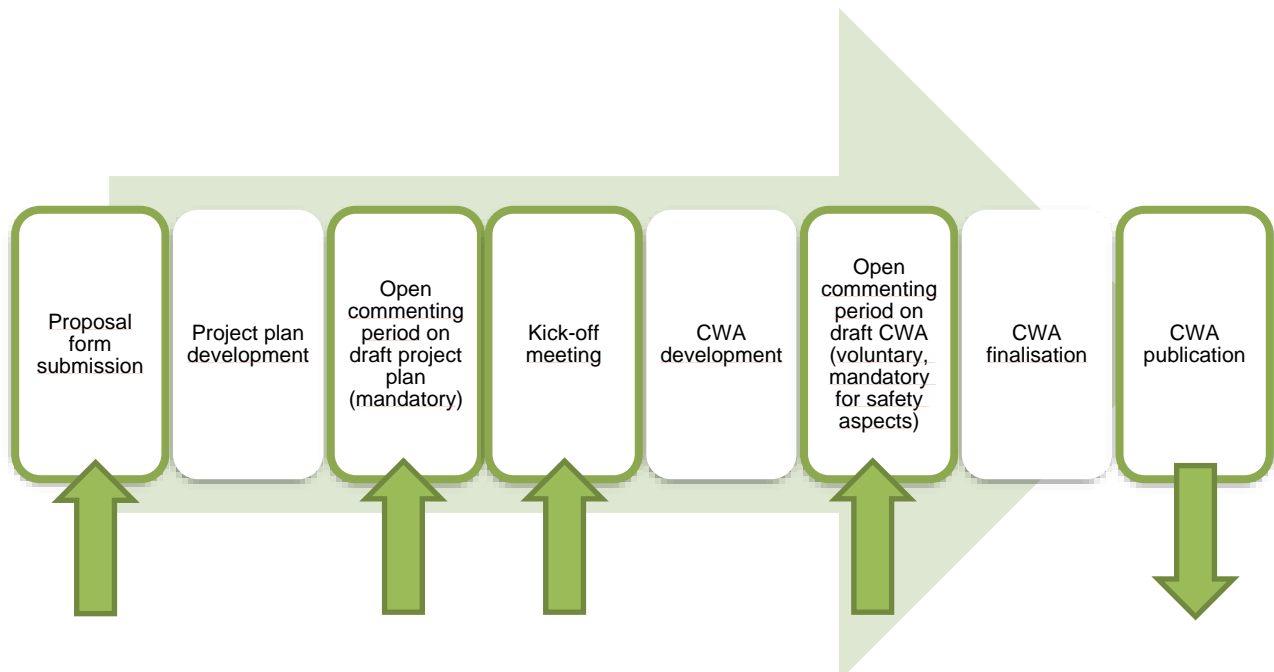 Proposal
form
submission
Project plan
development
Open
commenting
period on
draft project
plan
(mandatory)
Kick-off
meeting
CWA
development
Open
commenting
period on
draft CWA
(voluntary,
mandatory
for safety
aspects)
CWA
finalisation
CWA
publication